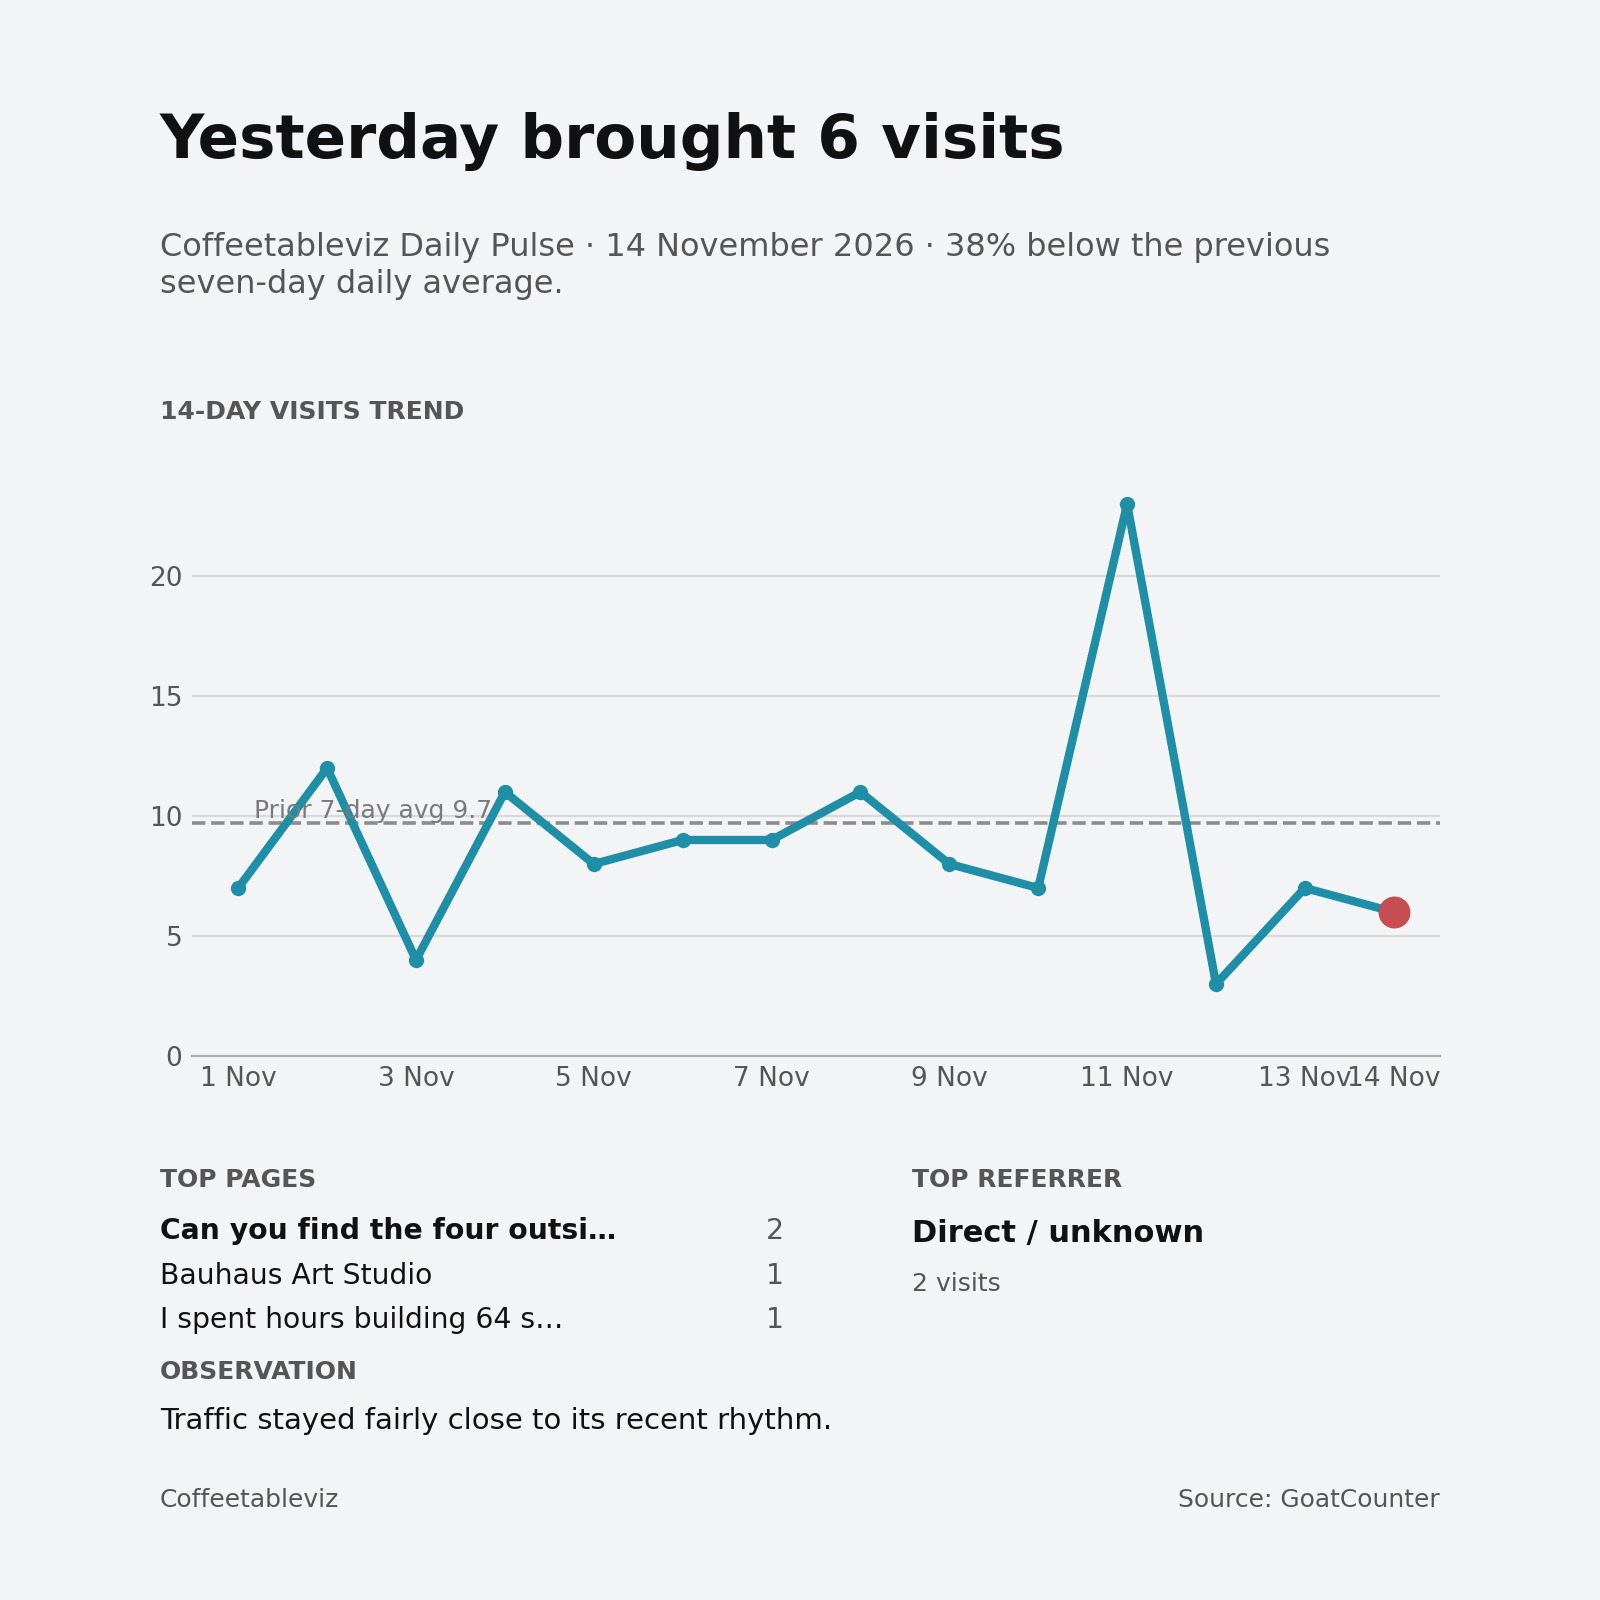 Yesterday brought 6 visits
Coffeetableviz Daily Pulse · 14 November 2026 · 38% below the previous
seven-day daily average.
14-DAY VISITS TREND
20
15
10
5
0
Prior 7-day avg 9.7
1 Nov 3 Nov 5 Nov 7 Nov 9 Nov 11 Nov 13 Nov 14 Nov
TOP PAGES
Can you find the four outsi… 2
Bauhaus Art Studio 1
I spent hours building 64 s… 1
TOP REFERRER
Direct / unknown
2 visits
OBSERVATION
Traffic stayed fairly close to its recent rhythm.
Coffeetableviz
Source: GoatCounter